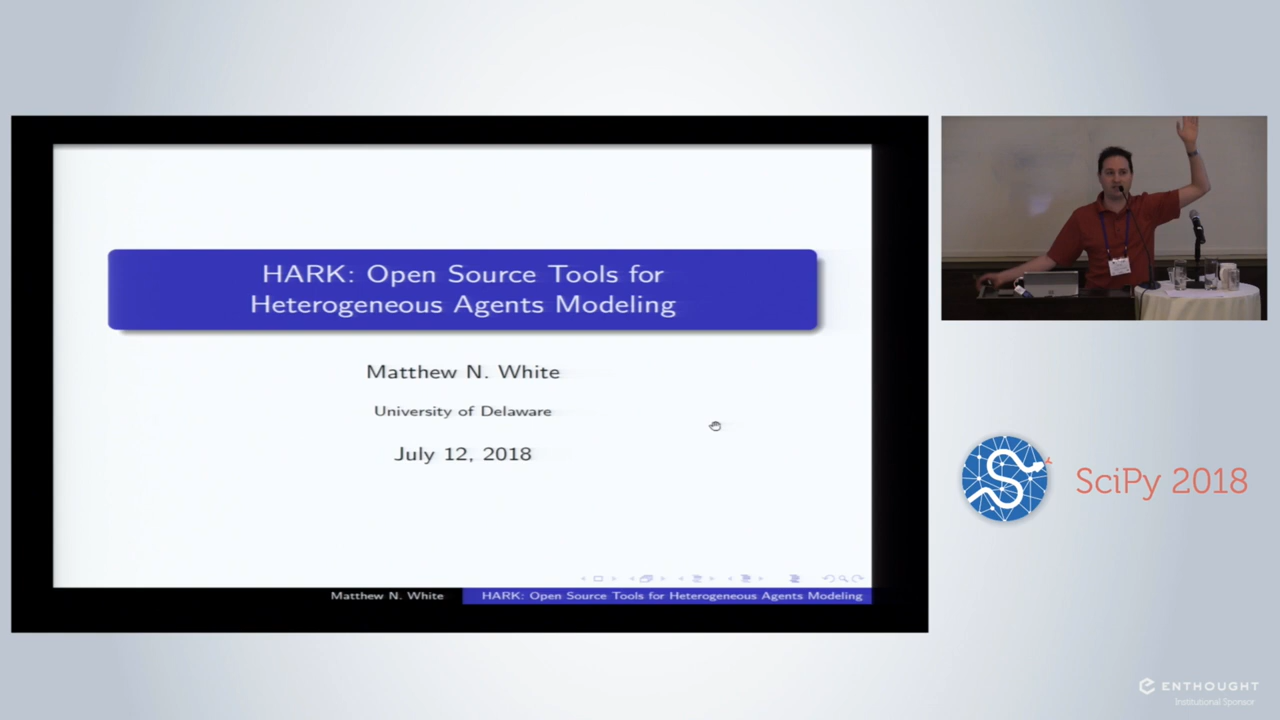 HARK: Open Source Tools for
Heterogeneous Agents Modeling
Matthew N. White
University of Delaware
July 12, 2018
Matthew N. White
HARK: Open Source Tools for Heterogeneous Agents Modeling
SciPy 2018
ENTHOUGHT
Institutional Sponsor